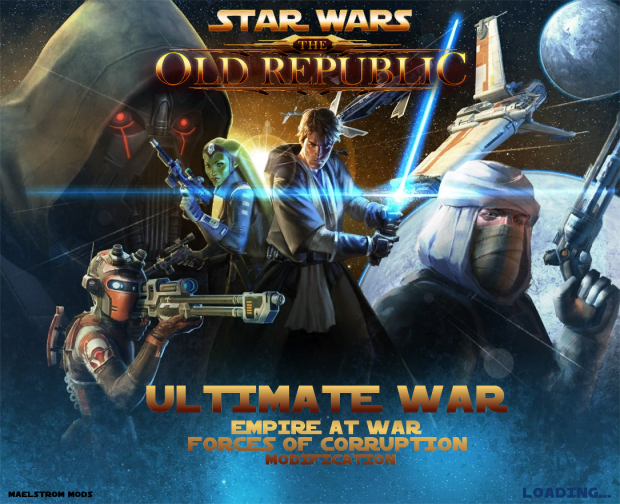 STAR WARS
THE
OLD REPUBLIC
ULTIMATE WAR
EMPIRE AT WAR
FORCES OF CORRUPTION
MODIFICATION
MAELSTROM MODS
LOADING...